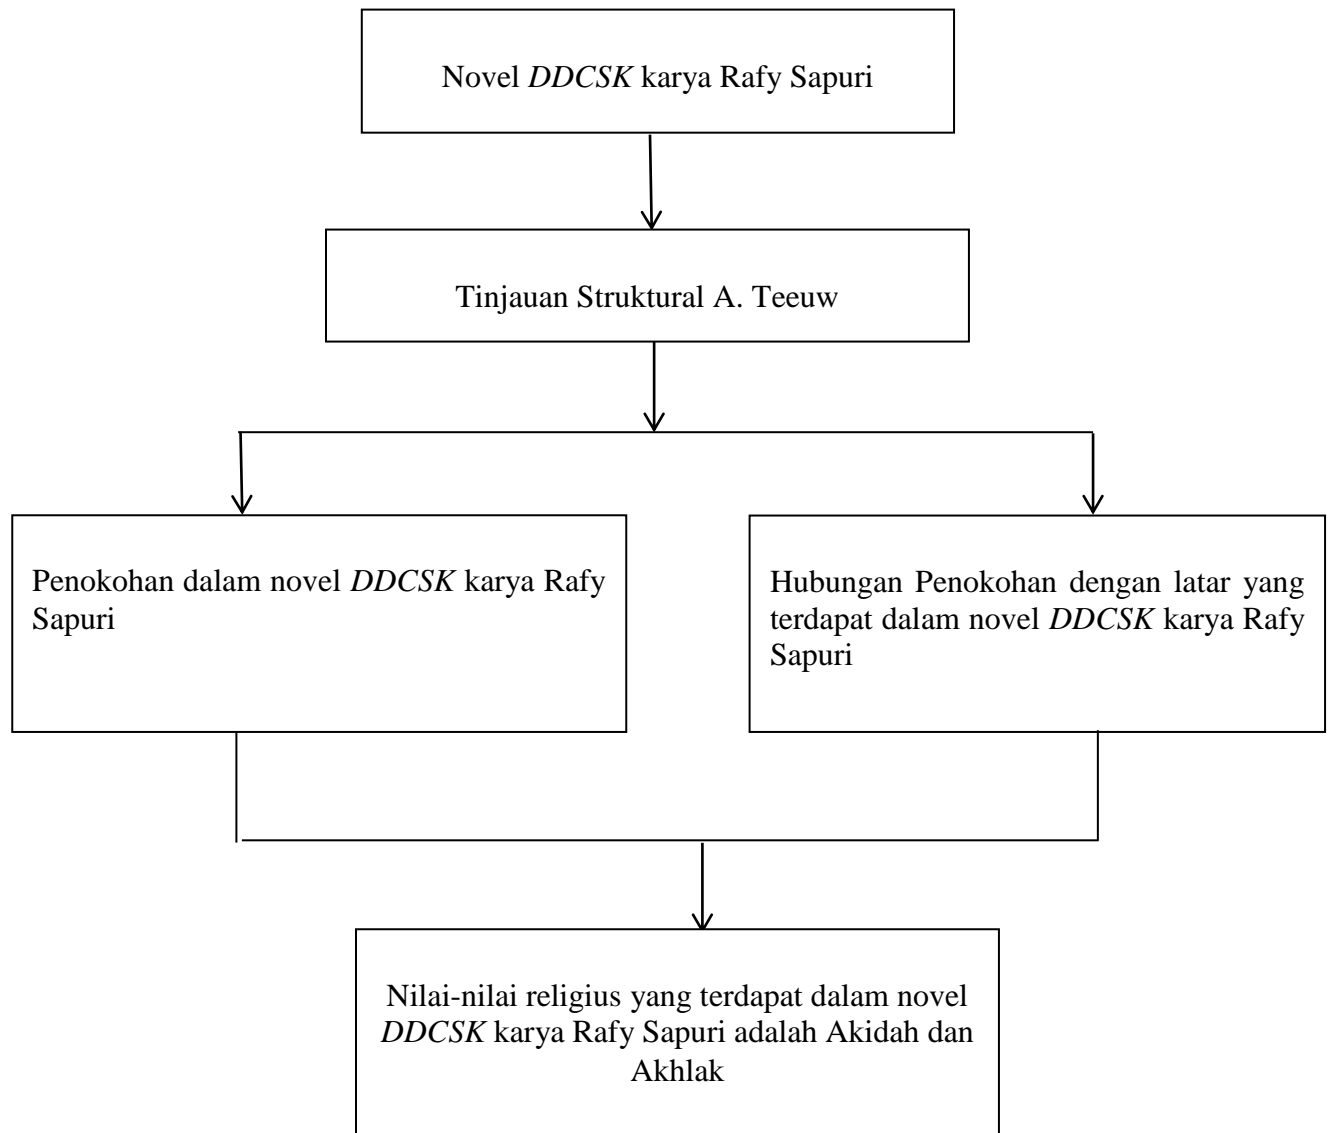 Novel DDCSK karya Rafy Sapuri
Tinjauan Struktural A. Teeuw
Penokohan dalam novel DDCSK karya Rafy
Sapuri
Hubungan Penokohan dengan latar yang
terdapat dalam novel DDCSK karya Rafy
Sapuri
Nilai-nilai religius yang terdapat dalam novel
DDCSK karya Rafy Sapuri adalah Akidah dan
Akhlak